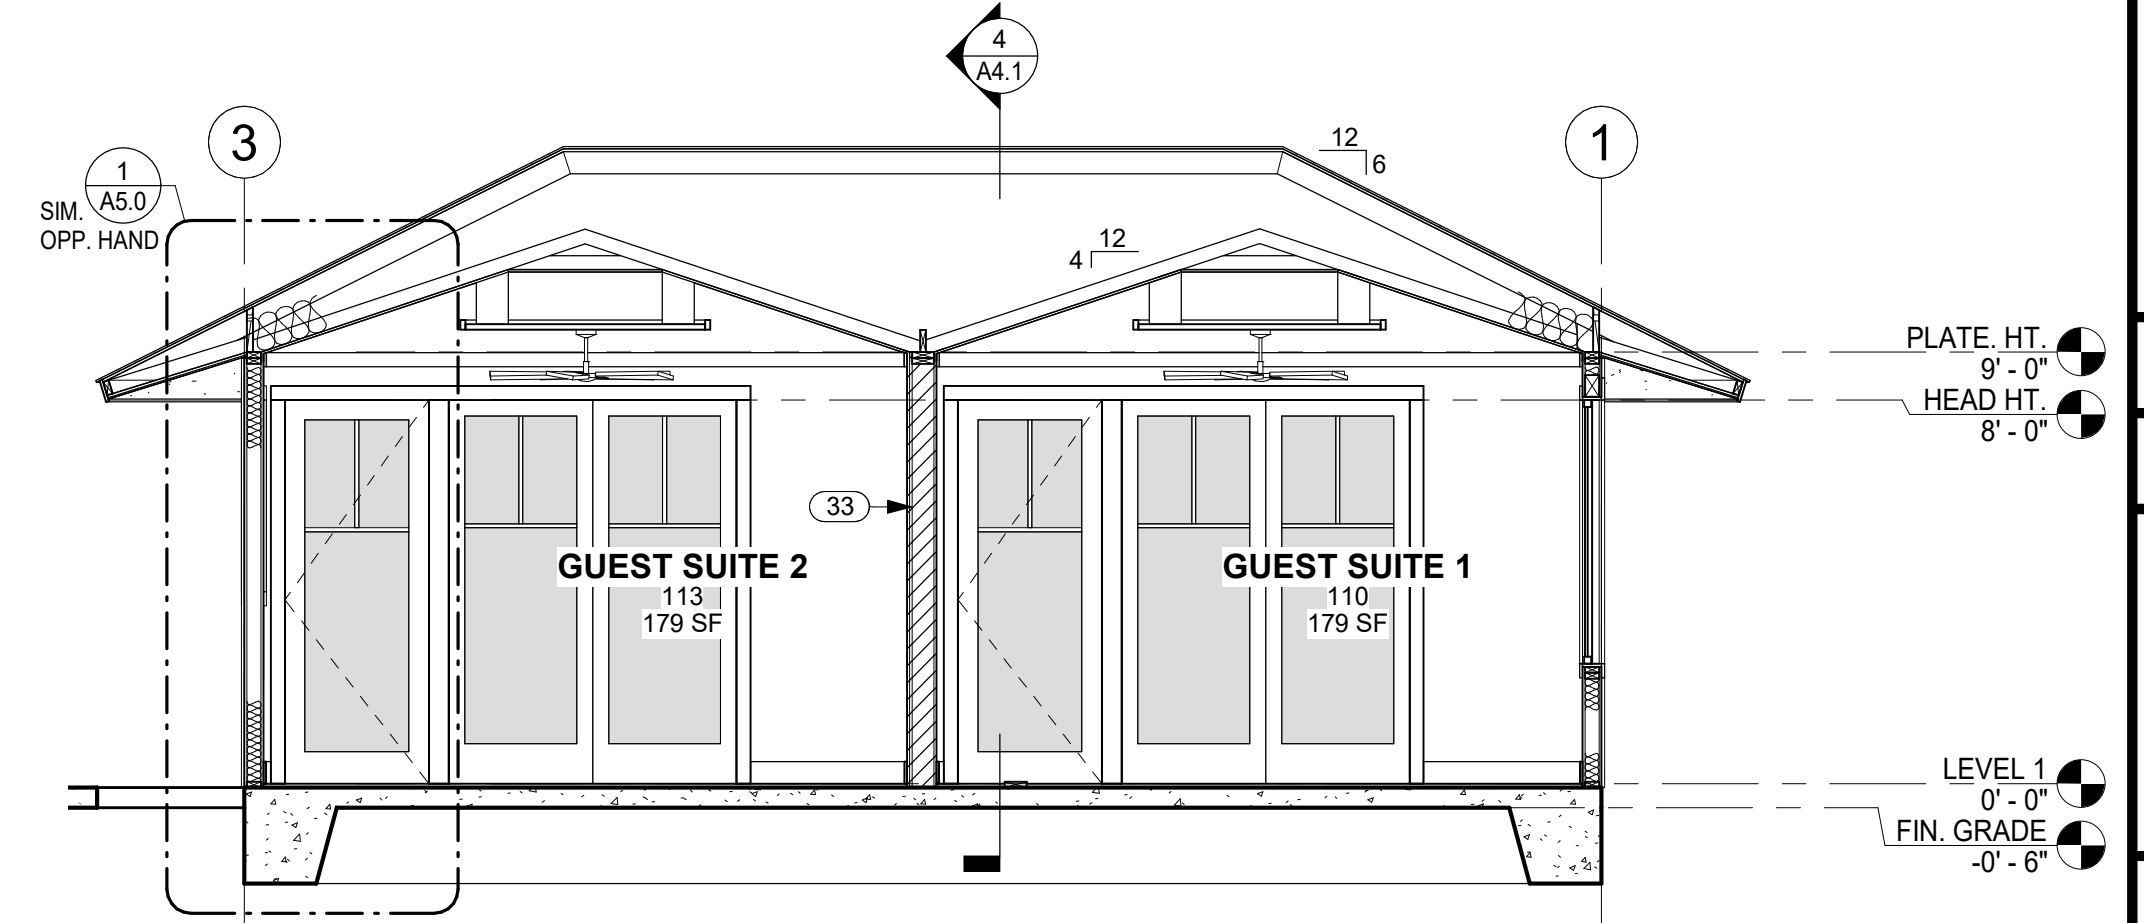 4
A4.1
3
1
1
A5.0
SIM.
OPP. HAND
12
6
12
4
PLATE. HT.
9' - 0"
HEAD HT.
8' - 0"
33
GUEST SUITE 2
113
179 SF
GUEST SUITE 1
110
179 SF
LEVEL 1
0' - 0"
FIN. GRADE
-0' - 6"